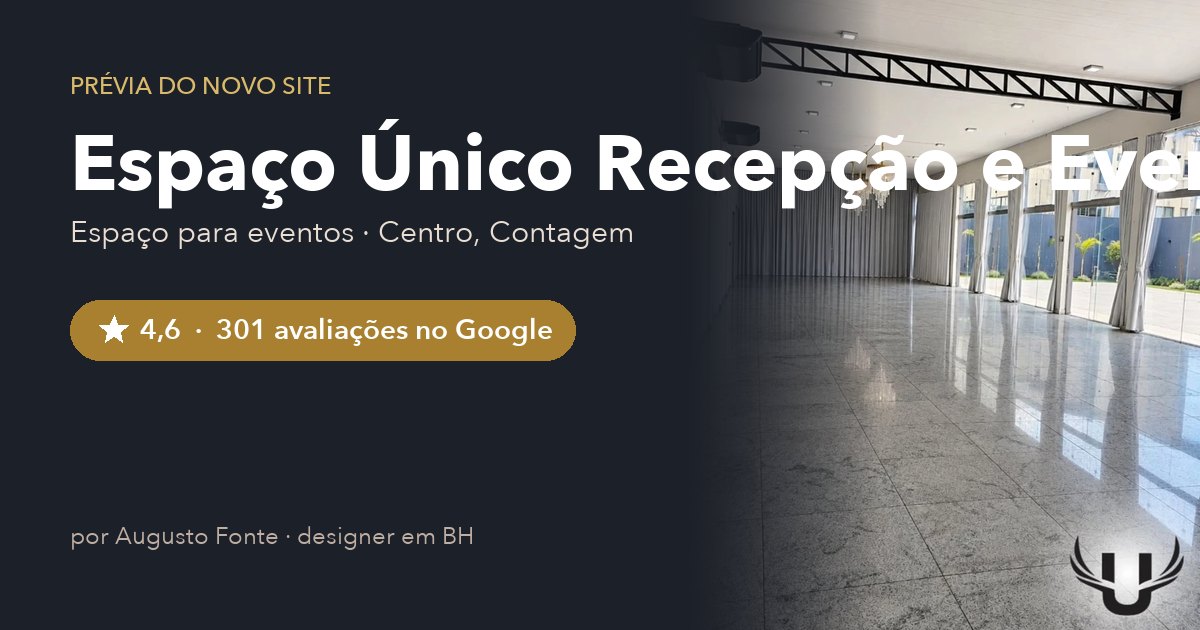 PRÉVIA DO NOVO SITE
Espaço Único Recepção e Even
Espaço para eventos · Centro, Contagem
★ 4,6 · 301 avaliações no Google
por Augusto Fonte · designer em BH
U